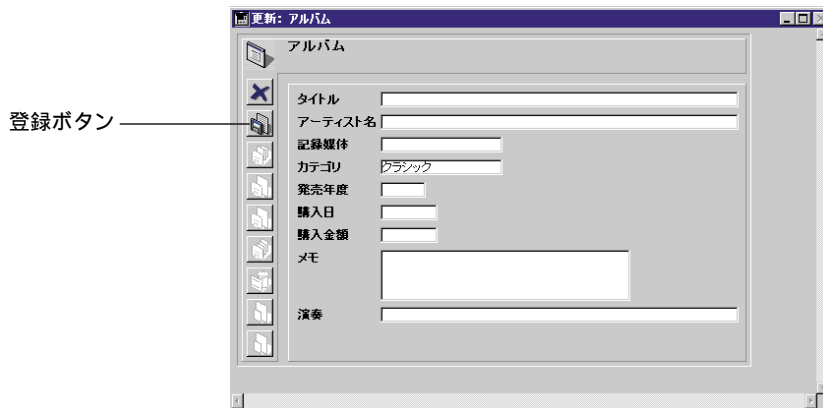 更新: アルバム
アルバム
登録ボタン
タイトル
アーティスト名
記録媒体
カテゴリ クラシック
発売年度
購入日
購入金額
メモ
演奏